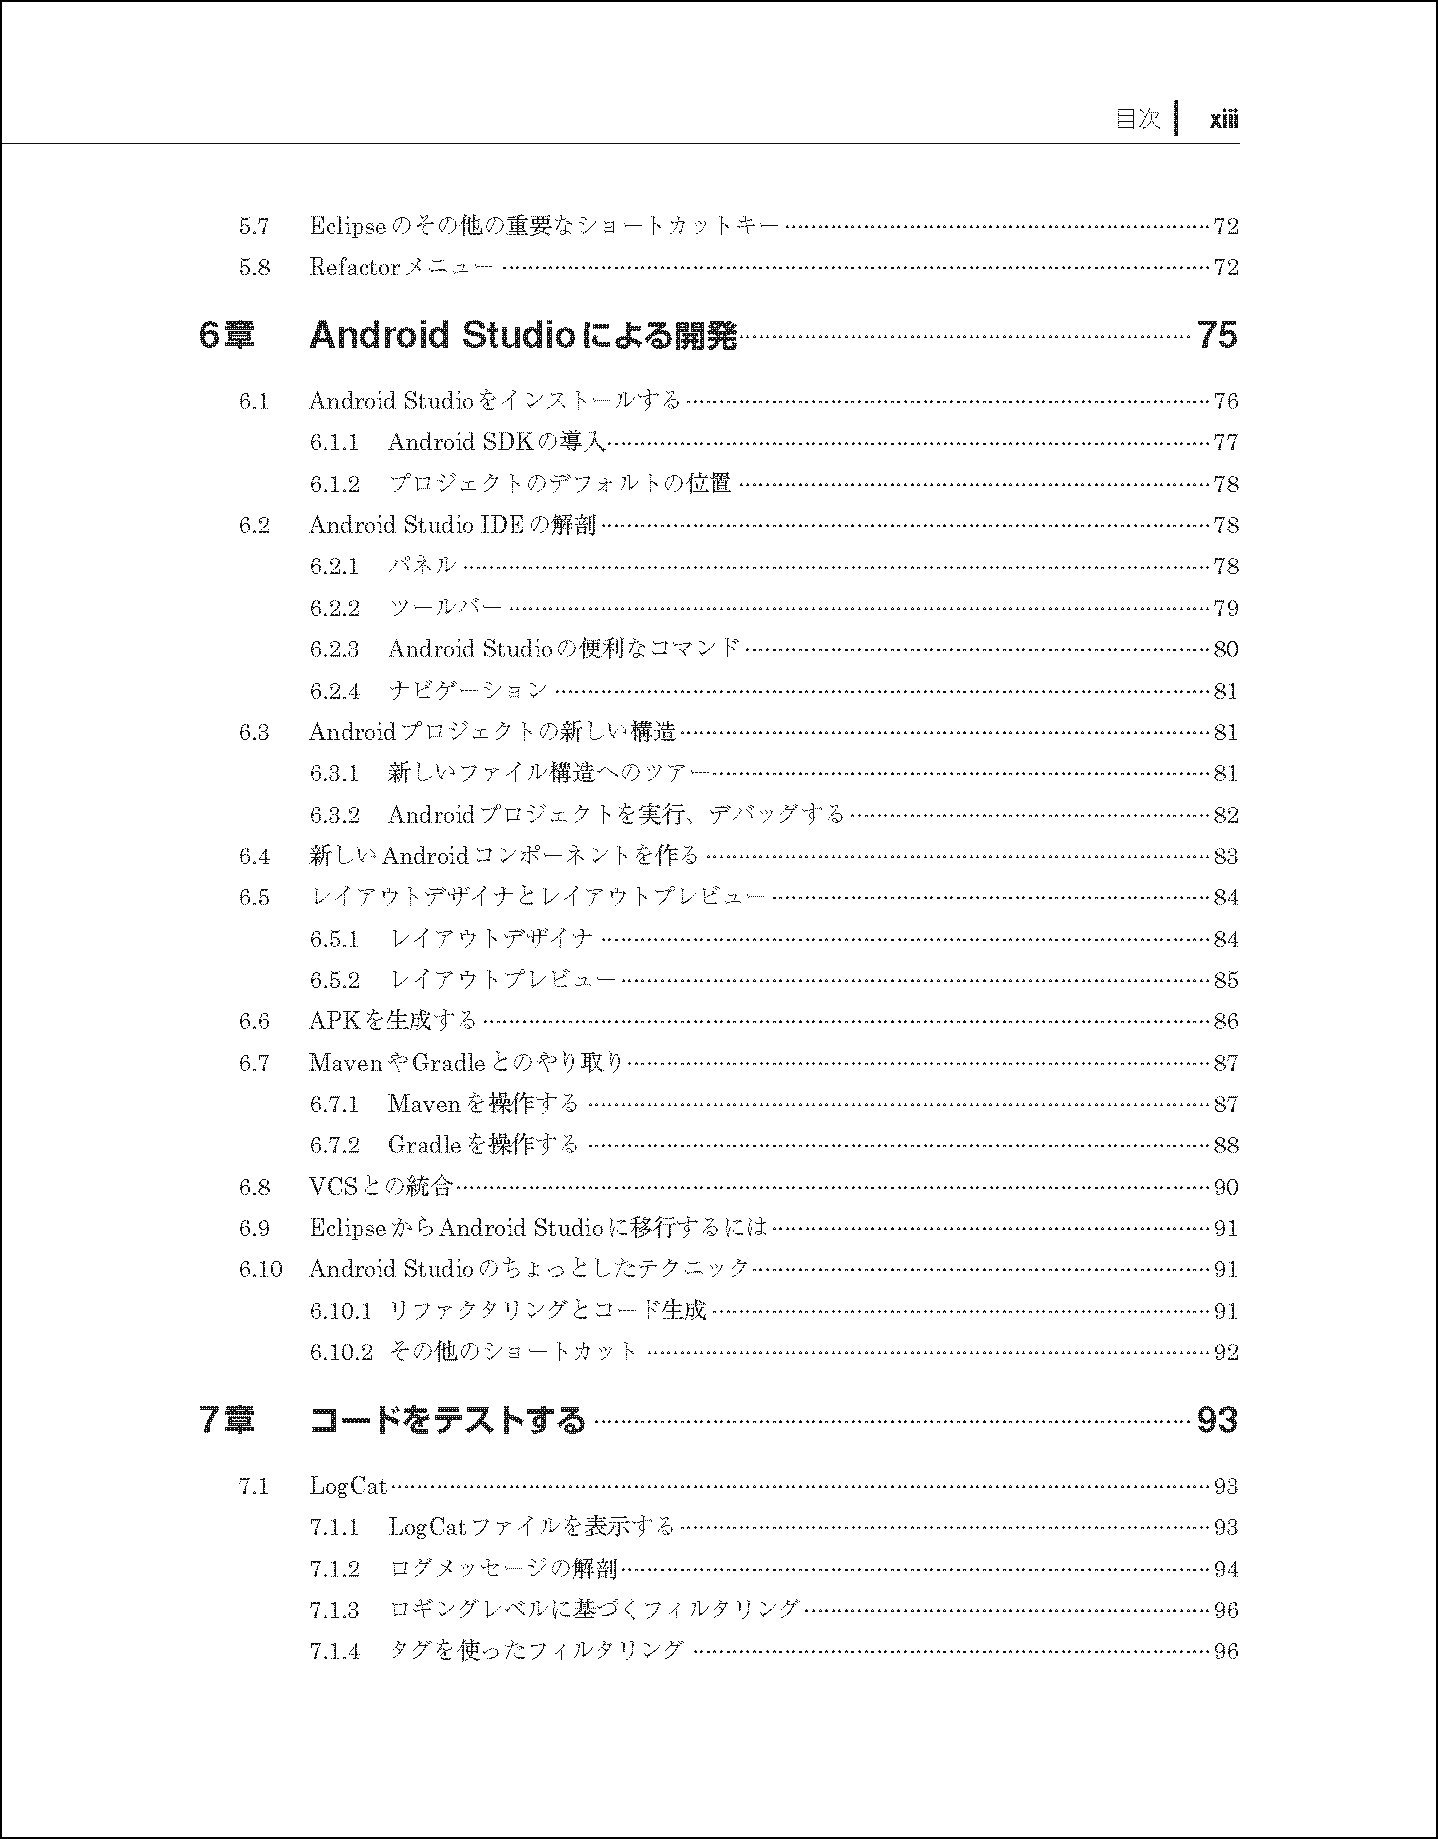 目次 xiii
5.7 Eclipseのその他の重要なショートカットキー 72
5.8 Refactorメニュー 72
6章 Android Studioによる開発 75
6.1 Android Studioをインストールする 76
6.1.1 Android SDKの導入 77
6.1.2 プロジェクトのデフォルトの位置 78
6.2 Android Studio IDEの解剖 78
6.2.1 パネル 78
6.2.2 ツールバー 79
6.2.3 Android Studioの便利なコマンド 80
6.2.4 ナビゲーション 81
6.3 Androidプロジェクトの新しい構造 81
6.3.1 新しいファイル構造へのツアー 81
6.3.2 Androidプロジェクトを実行、デバッグする 82
6.4 新しいAndroidコンポーネントを作る 83
6.5 レイアウトデザイナとレイアウトプレビュー 84
6.5.1 レイアウトデザイナ 84
6.5.2 レイアウトプレビュー 85
6.6 APKを生成する 86
6.7 MavenやGradleとのやり取り 87
6.7.1 Mavenを操作する 87
6.7.2 Gradleを操作する 88
6.8 VCSとの統合 90
6.9 EclipseからAndroid Studioに移行するには 91
6.10 Android Studioのちょっとしたテクニック 91
6.10.1 リファクタリングとコード生成 91
6.10.2 その他のショートカット 92
7章 コードをテストする 93
7.1 LogCat 93
7.1.1 LogCatファイルを表示する 93
7.1.2 ログメッセージの解剖 94
7.1.3 ロギングレベルに基づくフィルタリング 96
7.1.4 タグを使ったフィルタリング 96